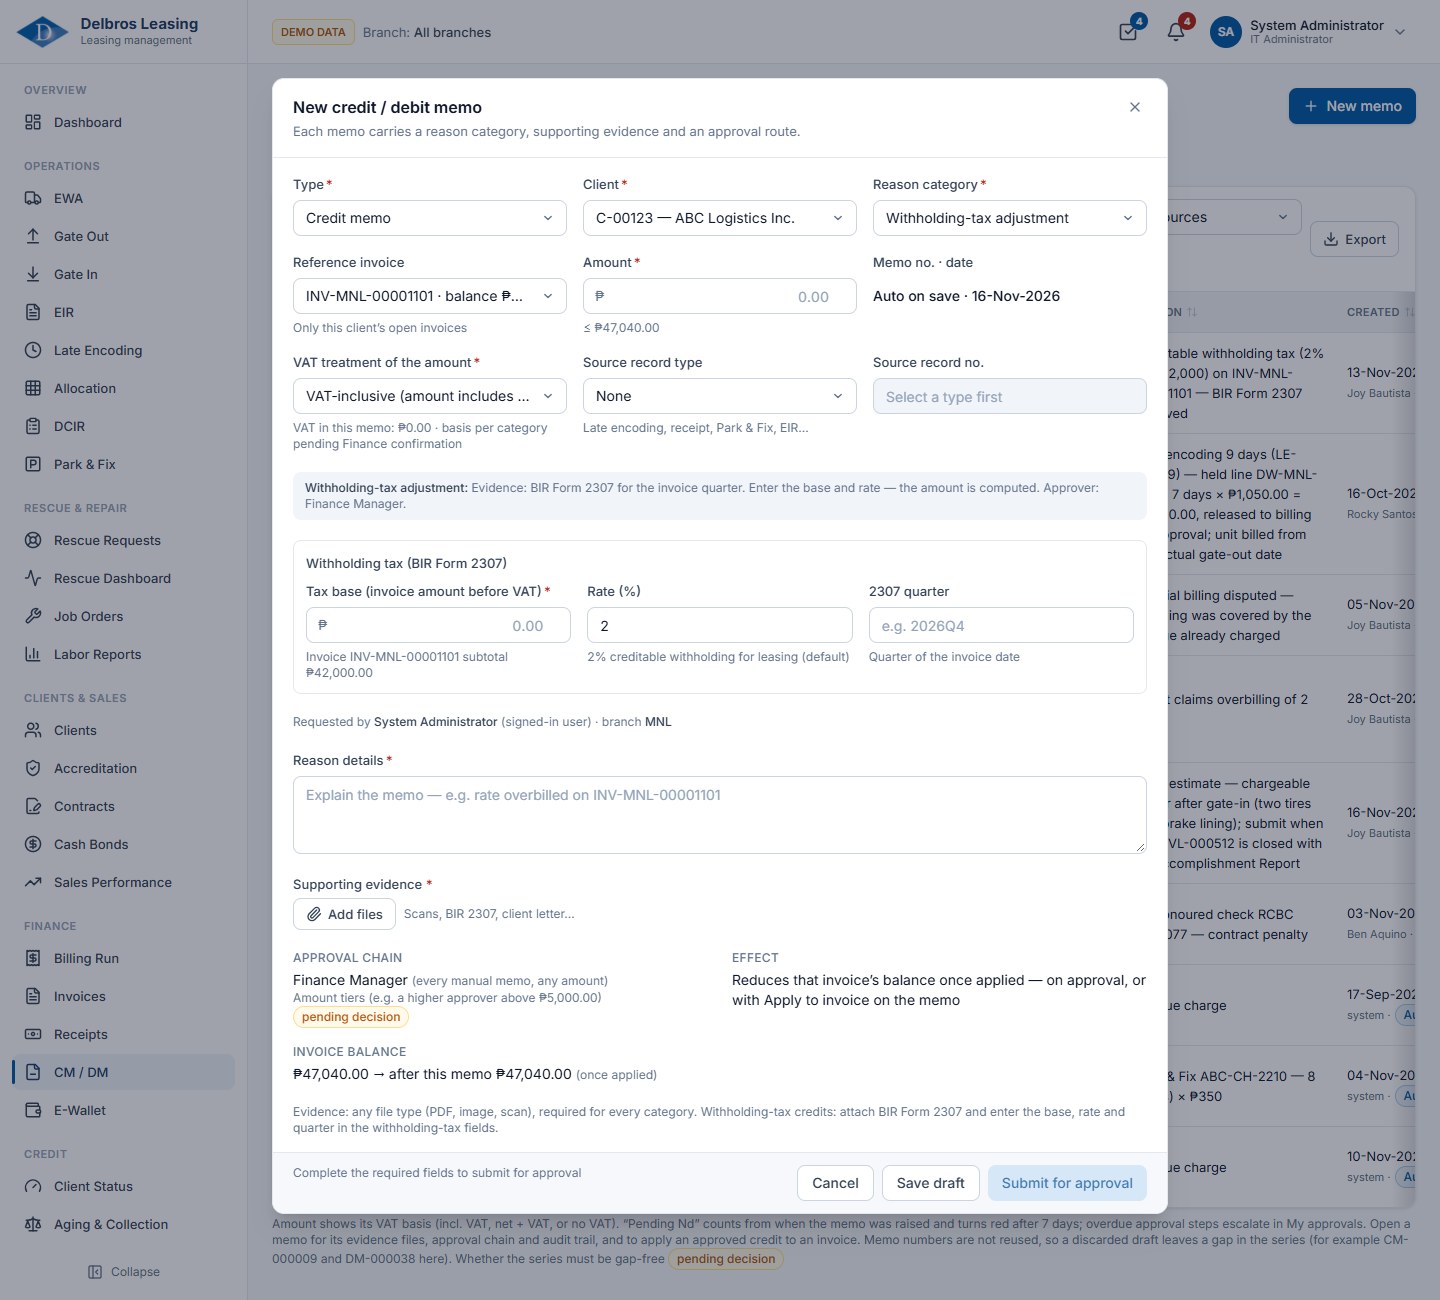 Delbros Leasing
Leasing management
DEMO DATA
Branch: All branches
4
4
SA
System Administrator
IT Administrator
OVERVIEW
Dashboard
OPERATIONS
EWA
Gate Out
Gate In
EIR
Late Encoding
Allocation
DCIR
Park & Fix
RESCUE & REPAIR
Rescue Requests
Rescue Dashboard
Job Orders
Labor Reports
CLIENTS & SALES
Clients
Accreditation
Contracts
Cash Bonds
Sales Performance
FINANCE
Billing Run
Invoices
Receipts
CM / DM
E-Wallet
CREDIT
Client Status
Aging & Collection
Collapse
New memo
Export
New credit / debit memo
Each memo carries a reason category, supporting evidence and an approval route.
Type *
Client *
Reason category *
Credit memo
C-00123 — ABC Logistics Inc.
Withholding-tax adjustment
Reference invoice
Amount *
Memo no. · date
INV-MNL-00001101 · balance ₱...
₱ 0.00
Auto on save · 16-Nov-2026
Only this client's open invoices
≤ ₱47,040.00
VAT treatment of the amount *
Source record type
Source record no.
VAT-inclusive (amount includes ...
None
Select a type first
VAT in this memo: ₱0.00 · basis per category
pending Finance confirmation
Late encoding, receipt, Park & Fix, EIR...
Withholding-tax adjustment: Evidence: BIR Form 2307 for the invoice quarter. Enter the base and rate — the amount is computed. Approver:
Finance Manager.
Withholding tax (BIR Form 2307)
Tax base (invoice amount before VAT) *
Rate (%)
2307 quarter
₱ 0.00
2
e.g. 2026Q4
Invoice INV-MNL-00001101 subtotal
₱42,000.00
2% creditable withholding for leasing (default)
Quarter of the invoice date
Requested by System Administrator (signed-in user) · branch MNL
Reason details *
Explain the memo — e.g. rate overbilled on INV-MNL-00001101
Supporting evidence *
Add files
Scans, BIR 2307, client letter...
APPROVAL CHAIN
Finance Manager (every manual memo, any amount)
Amount tiers (e.g. a higher approver above ₱5,000.00)
pending decision
EFFECT
Reduces that invoice's balance once applied — on approval, or
with Apply to invoice on the memo
INVOICE BALANCE
₱47,040.00 → after this memo ₱47,040.00 (once applied)
Evidence: any file type (PDF, image, scan), required for every category. Withholding-tax credits: attach BIR Form 2307 and enter the base, rate and
quarter in the withholding-tax fields.
Complete the required fields to submit for approval
Cancel
Save draft
Submit for approval
CREATED
table withholding tax (2%
2,000) on INV-MNL-
1101 — BIR Form 2307
13-Nov-202
Joy Bautista
encoding 9 days (LE-
9) — held line DW-MNL-
7 days × ₱1,050.00 =
0.00, released to billing
proval; unit billed from
ctual gate-out date
16-Oct-202
Rocky Santos
ial billing disputed —
ing was covered by the
e already charged
05-Nov-20
Joy Bautista
t claims overbilling of 2
28-Oct-202
Joy Bautista
estimate — chargeable
r after gate-in (two tires
brake lining); submit when
VL-000512 is closed with
ccomplishment Report
16-Nov-202
Joy Bautista
onoured check RCBC
077 — contract penalty
03-Nov-20
Ben Aquino ·
ue charge
17-Sep-202
system ·
Au
& Fix ABC-CH-2210 — 8
) × ₱350
04-Nov-20
system ·
Au
ue charge
10-Nov-202
system ·
Au
Amount shows its VAT basis (incl. VAT, net + VAT, or no VAT). “Pending Nd” counts from when the memo was raised and turns red after 7 days; overdue approval steps escalate in My approvals. Open a
memo for its evidence files, approval chain and audit trail, and to apply an approved credit to an invoice. Memo numbers are not reused, so a discarded draft leaves a gap in the series (for example CM-
000009 and DM-000038 here). Whether the series must be gap-free pending decision